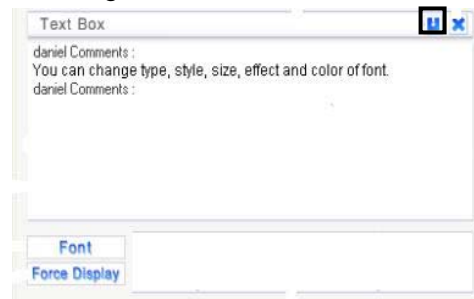 Text Box
daniel Comments :
You can change type, style, size, effect and color of font.
daniel Comments :
Font
Force Display